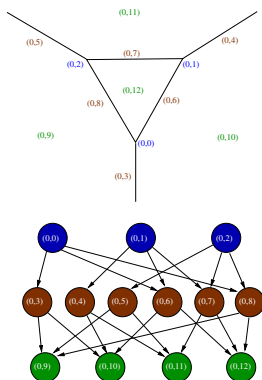 (0,11)
(0,5) (0,7) (0,4)
(0,2) (0,1)
(0,8) (0,12) (0,6)
(0,9) (0,0) (0,10)
(0,3)
(0,0) (0,1) (0,2)
(0,3) (0,4) (0,5) (0,6) (0,7) (0,8)
(0,9) (0,10) (0,11) (0,12)